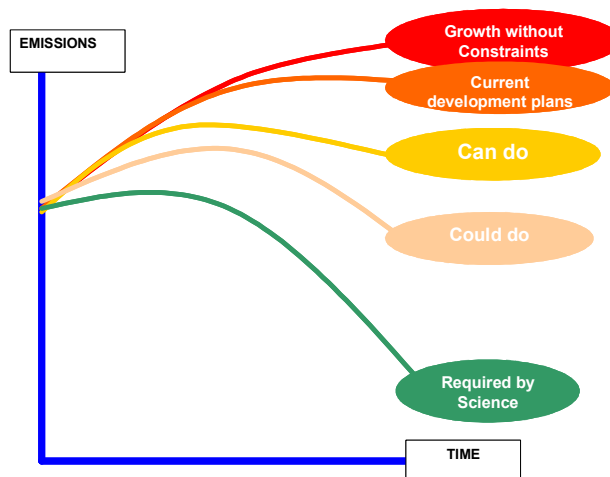 EMISSIONS
Growth without
Constraints
Current
development plans
Can do
Could do
Required by
Science
TIME